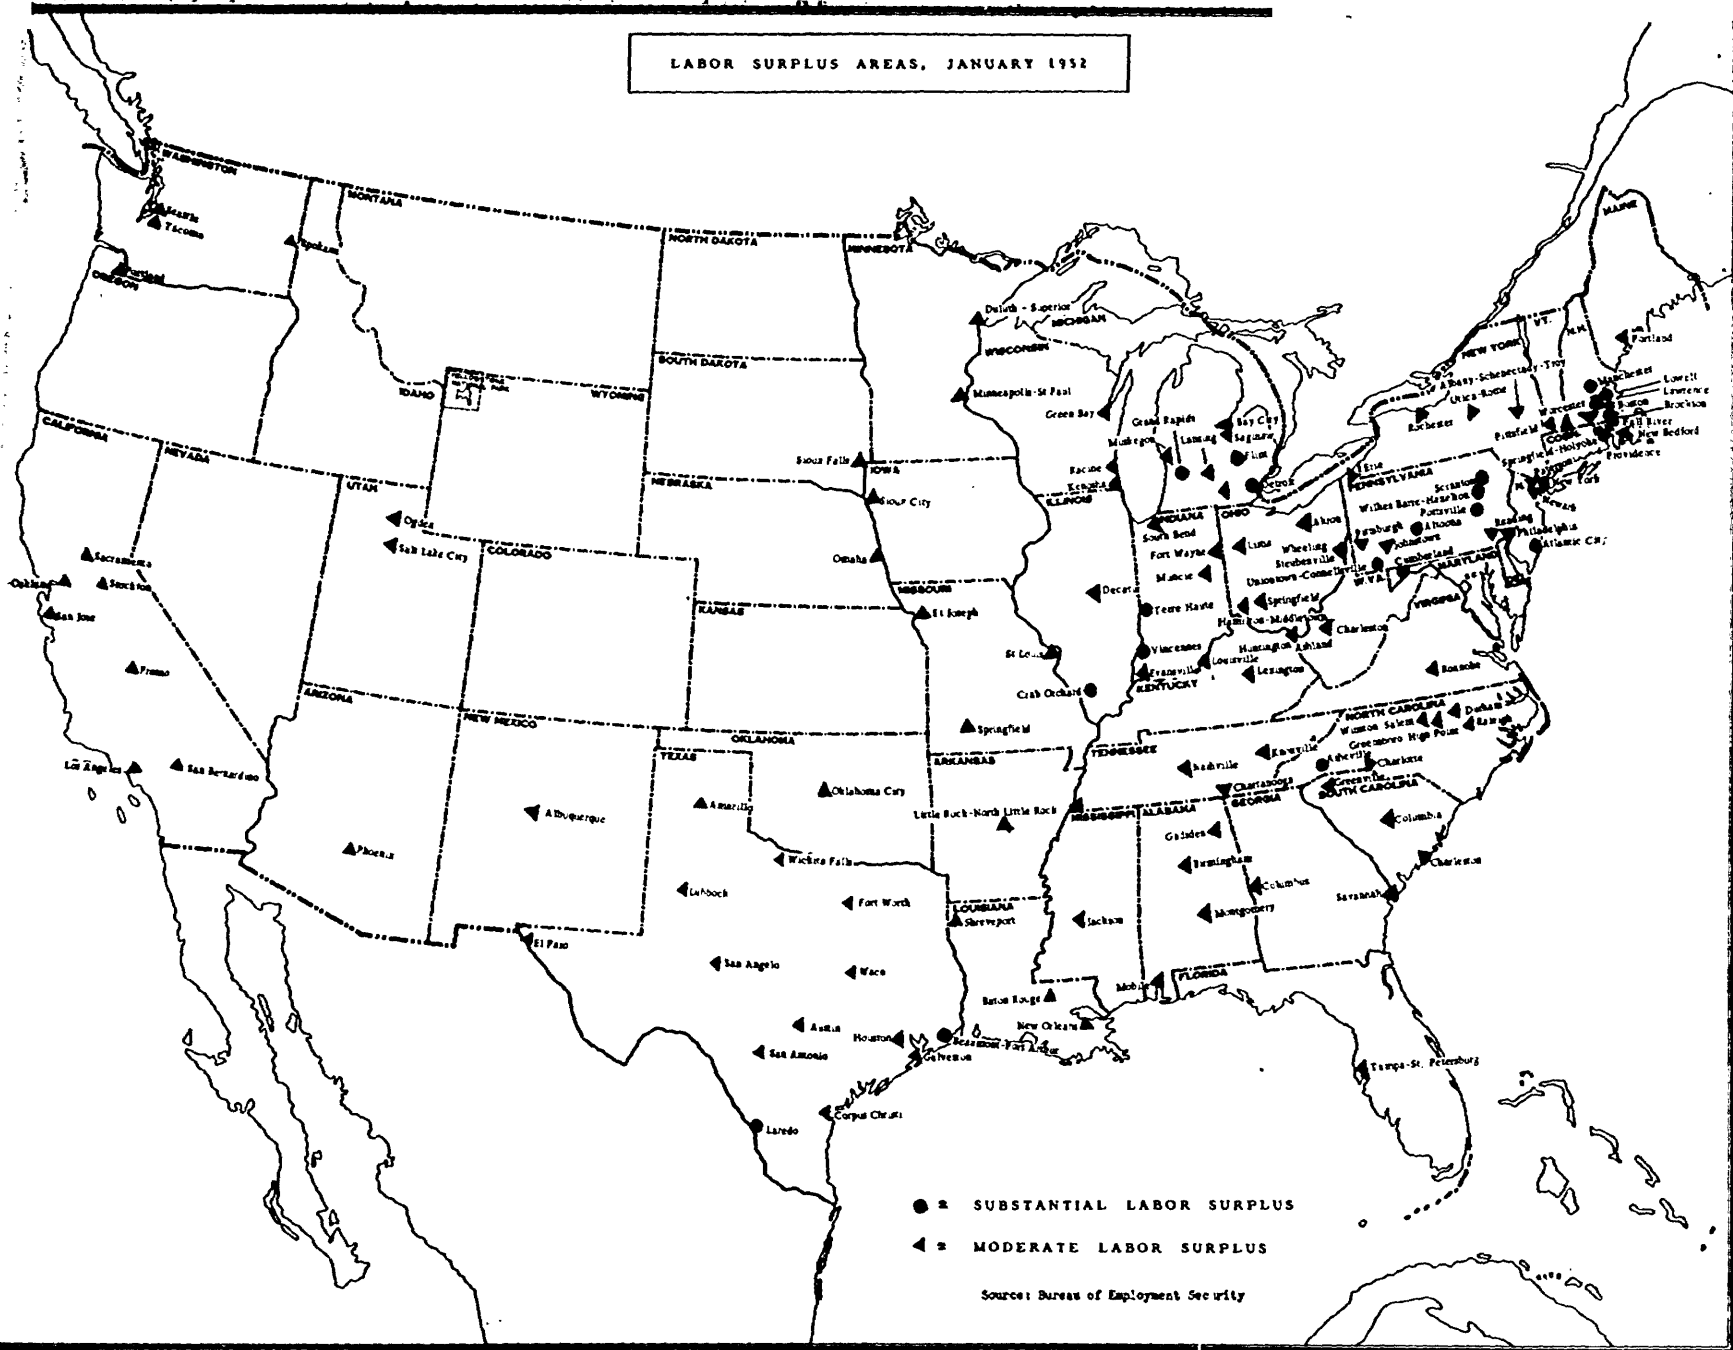 LABOR SURPLUS AREAS, JANUARY 1952
WASHINGTON
Seattle
Tacoma
Spokane
Portland
OREGON
MONTANA
NORTH DAKOTA
MINNESOTA
MAINE
Duluth - Superior
MICHIGAN
WISCONSIN
VT.
N.H.
NEW YORK
Portland
SOUTH DAKOTA
IDAHO
WYOMING
Minneapolis-St Paul
Green Bay
Grand Rapids
Bay City
Muskegon
Lansing
Saginaw
Flint
Detroit
Albany-Schenectady-Troy
Utica-Rome
Rochester
Manchester
Lowell
Lawrence
Worcester
Boston
Brockton
Fall River
New Bedford
Pittsfield
CONN.
Springfield-Holyoke
Providence
Paterson
New York
Newark
CALIFORNIA
NEVADA
UTAH
Sioux Falls
IOWA
NEBRASKA
Sioux City
Racine
Kenosha
ILLINOIS
INDIANA
OHIO
South Bend
Erie
PENNSYLVANIA
Scranton
Wilkes Barre-Hazelton
Pottsville
Altoona
Reading
Philadelphia
Atlantic City
Pittsburgh
Johnstown
Ogden
Salt Lake City
COLORADO
Omaha
Fort Wayne
Lima
Akron
Wheeling
Steubenville
Uniontown-Connellsville
Cumberland
MARYLAND
W.VA.
VIRGINIA
Sacramento
Oakland
Stockton
San Jose
MISSOURI
KANSAS
St Joseph
Muncie
Decatur
Terre Haute
Springfield
Hamilton-Middletown
Charleston
Huntington Ashland
Fresno
St Louis
Vincennes
Evansville
Louisville
Lexington
KENTUCKY
Roanoke
Crab Orchard
ARIZONA
NEW MEXICO
OKLAHOMA
TEXAS
Springfield
ARKANSAS
TENNESSEE
NORTH CAROLINA
Winston Salem
Durham
Raleigh
Greensboro High Point
Knoxville
Nashville
Asheville
Charlotte
Chattanooga
Greenville
SOUTH CAROLINA
Los Angeles
San Bernardino
Albuquerque
Amarillo
Oklahoma City
Little Rock-North Little Rock
MISSISSIPPI
ALABAMA
GEORGIA
Gadsden
Columbia
Phoenix
Wichita Falls
Birmingham
Charleston
Lubbock
Fort Worth
LOUISIANA
Shreveport
Jackson
Columbus
Montgomery
Savannah
El Paso
San Angelo
Waco
Mobile
FLORIDA
Baton Rouge
New Orleans
Austin
Houston
Beaumont-Port Arthur
San Antonio
Galveston
Tampa-St. Petersburg
Corpus Christi
Laredo
● = SUBSTANTIAL LABOR SURPLUS
◀ = MODERATE LABOR SURPLUS
Source: Bureau of Employment Security